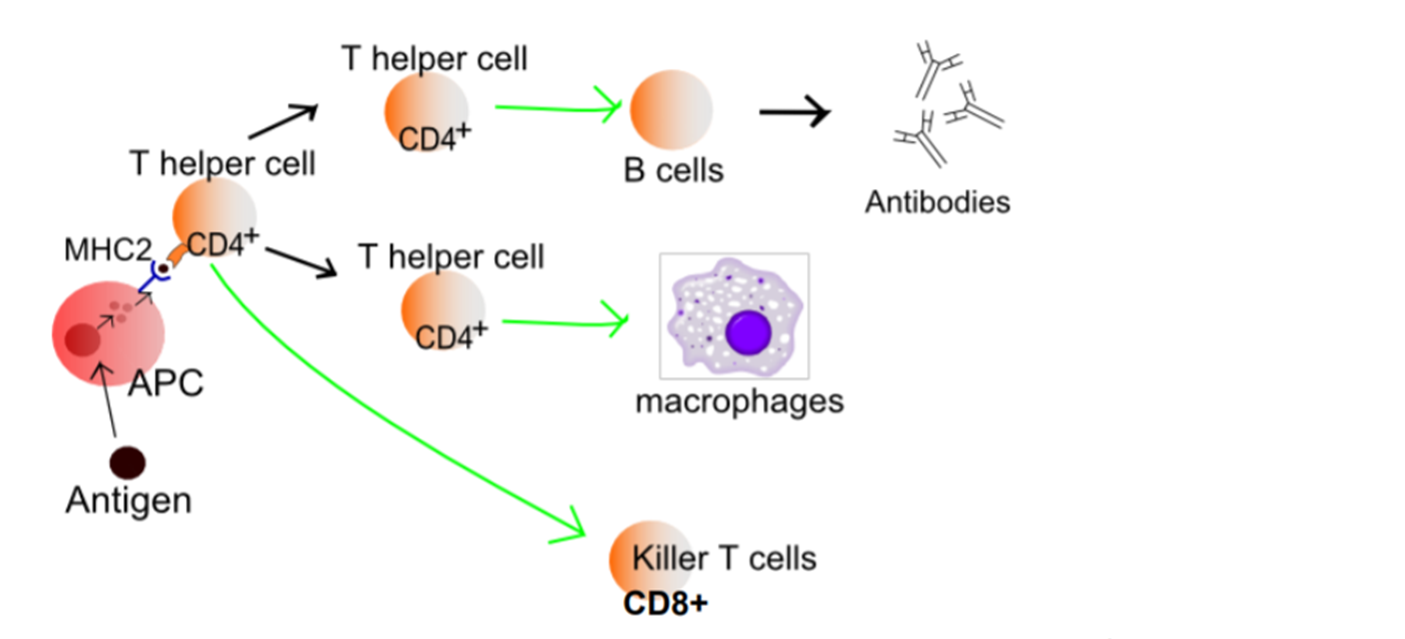 T helper cell
CD4+
B cells
Antibodies
T helper cell
CD4+
MHC2
APC
Antigen
T helper cell
CD4+
macrophages
Killer T cells
CD8+